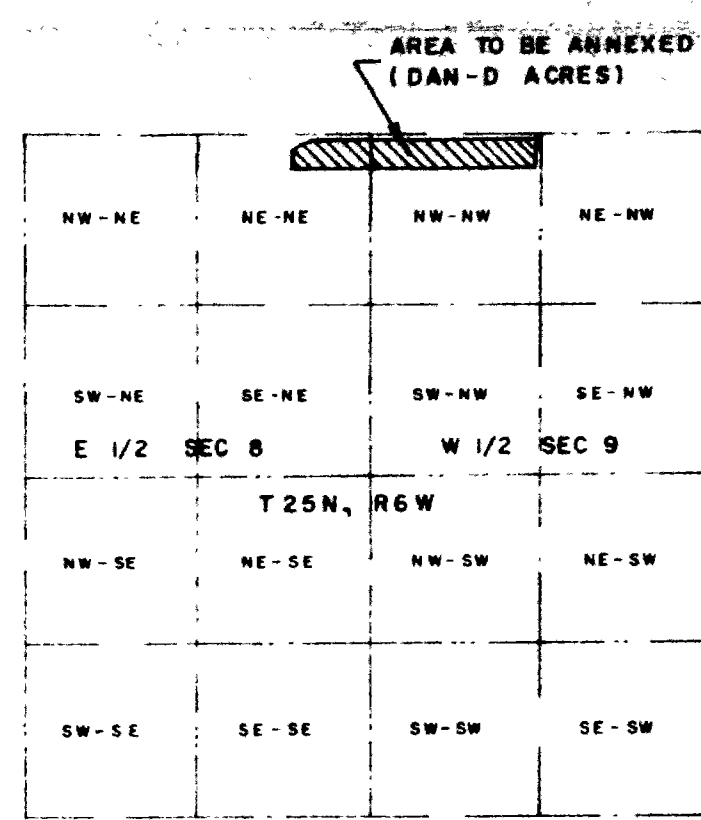 AREA TO BE ANNEXED
(DAN-D ACRES)
NW-NE NE-NE NW-NW NE-NW
SW-NE SE-NE SW-NW SE-NW
E 1/2 SEC 8 W 1/2 SEC 9
T25N, R6W
NW-SE NE-SE NW-SW NE-SW
SW-SE SE-SE SW-SW SE-SW